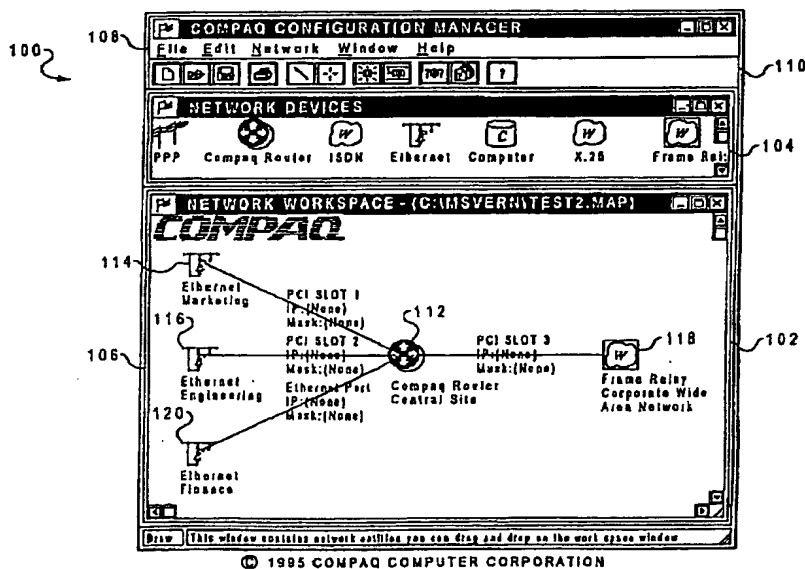 COMPAQ CONFIGURATION MANAGER
108
File Edit Network Window Help
100
110
?
NETWORK DEVICES
104
PPP Compaq Router ISDN Ethernet Computer X.25 Frame Rel:
W C W W
NETWORK WORKSPACE - (C:\MSVERN\TEST2.MAP)
COMPAQ
114
Ethernet
Marketing
PCI SLOT 1
IP:(None)
Mask:(None)
112
116
PCI SLOT 2
IP:(None)
Mask:(None)
PCI SLOT 3
IP:(None)
Mask:(None)
W
118
102
106
Ethernet
Engineering
Ethernet Port
IP:(None)
Mask:(None)
Compaq Router
Central Site
Frame Relay
Corporate Wide
Area Network
120
Ethernet
Finance
Draw This window contains network entities you can drag and drop on the work space window
© 1995 COMPAQ COMPUTER CORPORATION